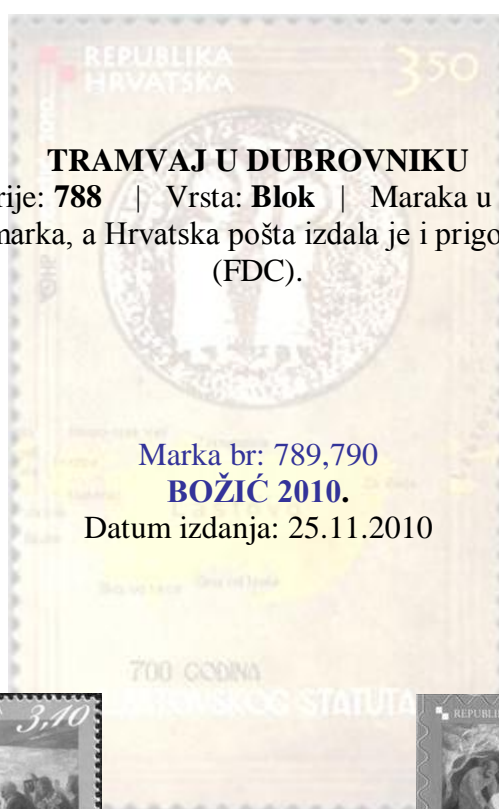 REPUBLIKA
HRVATSKA
350
TRAMVAJ U DUBROVNIKU
rije: 788 | Vrsta: Blok | Maraka u
marka, a Hrvatska pošta izdala je i prigo
(FDC).
Marka br: 789,790
BOŽIĆ 2010.
Datum izdanja: 25.11.2010
700 GODINA
STATUTA
3,10
REPUBLI